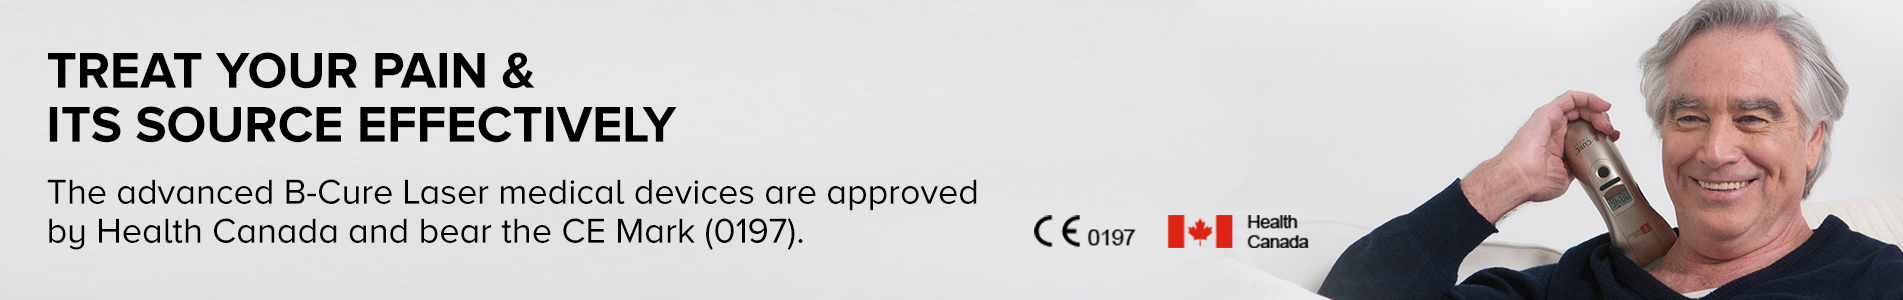 TREAT YOUR PAIN &
ITS SOURCE EFFECTIVELY
The advanced B-Cure Laser medical devices are approved
by Health Canada and bear the CE Mark (0197).
CE 0197
Health
Canada